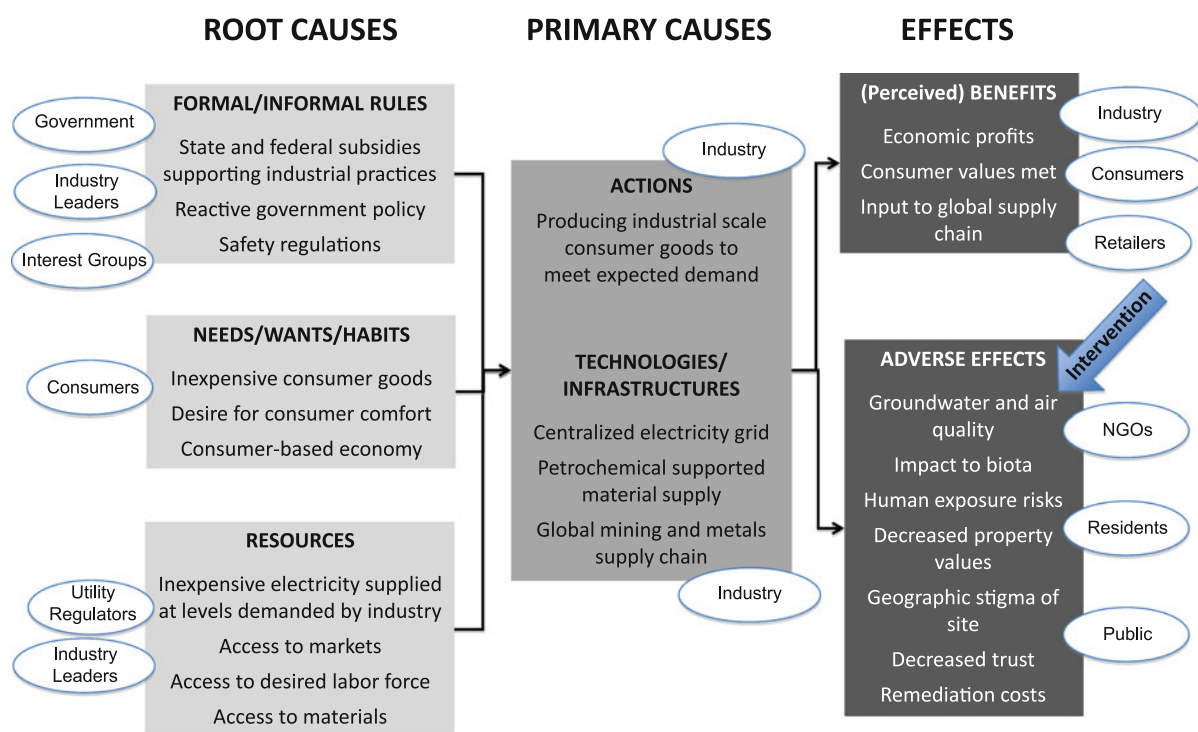 ROOT CAUSES
PRIMARY CAUSES
EFFECTS
Government
Industry
Leaders
Interest Groups
FORMAL/INFORMAL RULES
State and federal subsidies
supporting industrial practices
Reactive government policy
Safety regulations
Consumers
NEEDS/WANTS/HABITS
Inexpensive consumer goods
Desire for consumer comfort
Consumer-based economy
Utility
Regulators
Industry
Leaders
RESOURCES
Inexpensive electricity supplied
at levels demanded by industry
Access to markets
Access to desired labor force
Access to materials
Industry
ACTIONS
Producing industrial scale
consumer goods to
meet expected demand
TECHNOLOGIES/
INFRASTRUCTURES
Centralized electricity grid
Petrochemical supported
material supply
Global mining and metals
supply chain
Industry
(Perceived) BENEFITS
Economic profits
Consumer values met
Input to global supply
chain
Industry
Consumers
Retailers
Intervention
ADVERSE EFFECTS
Groundwater and air
quality
Impact to biota
Human exposure risks
Decreased property
values
Geographic stigma of
site
Decreased trust
Remediation costs
NGOs
Residents
Public